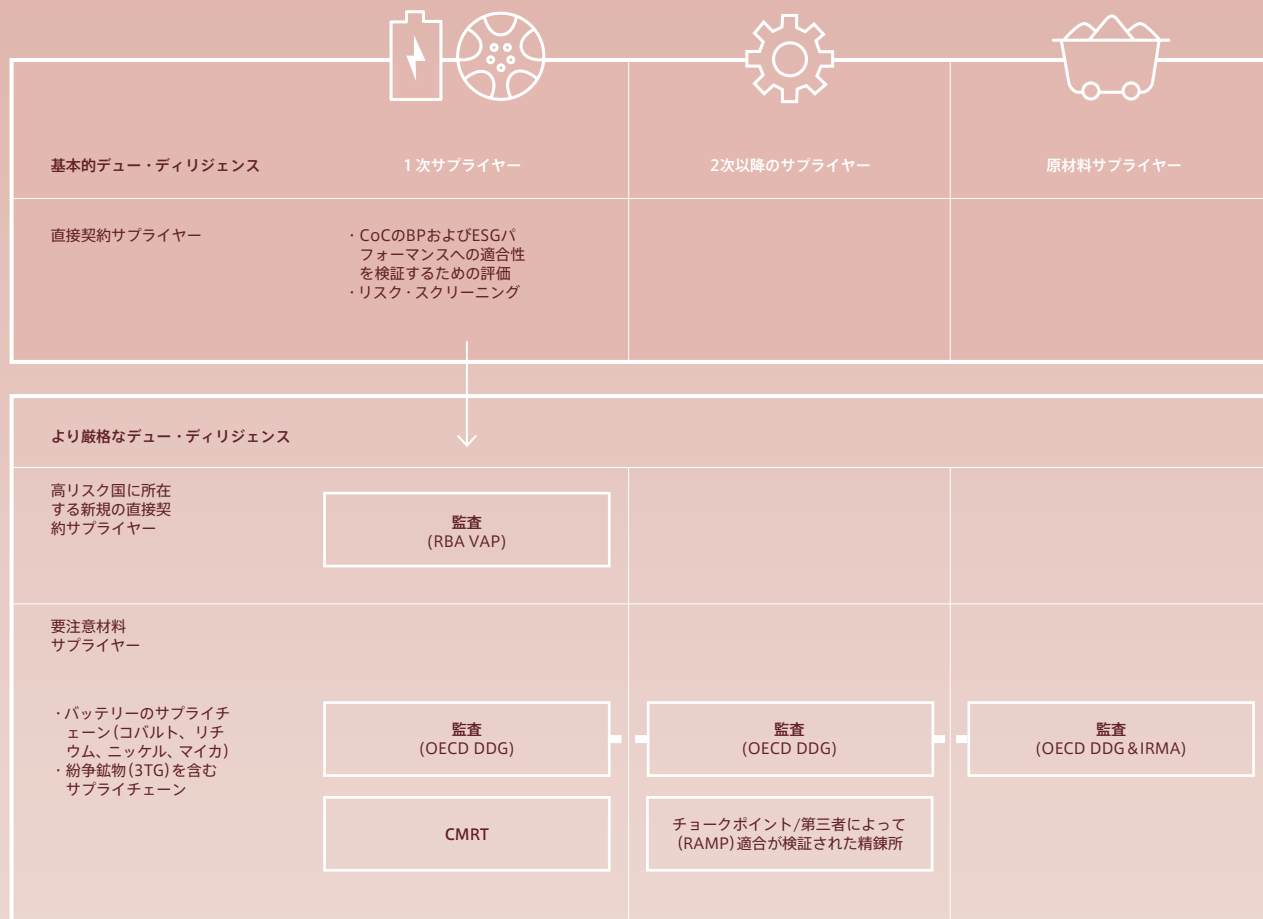 基本的デュー・ディリジェンス
1次サプライヤー
2次以降のサプライヤー
原材料サプライヤー
直接契約サプライヤー
・CoCのBPおよびESGパ
フォーマンスへの適合性
を検証するための評価
・リスク・スクリーニング
より厳格なデュー・ディリジェンス
高リスク国に所在
する新規の直接契
約サプライヤー
監査
(RBA VAP)
要注意材料
サプライヤー
・バッテリーのサプライチ
ェーン(コバルト、リチ
ウム、ニッケル、マイカ)
・紛争鉱物(3TG)を含む
サプライチェーン
監査
(OECD DDG)
監査
(OECD DDG)
監査
(OECD DDG&IRMA)
CMRT
チョークポイント/第三者によって
(RAMP)適合が検証された精錬所